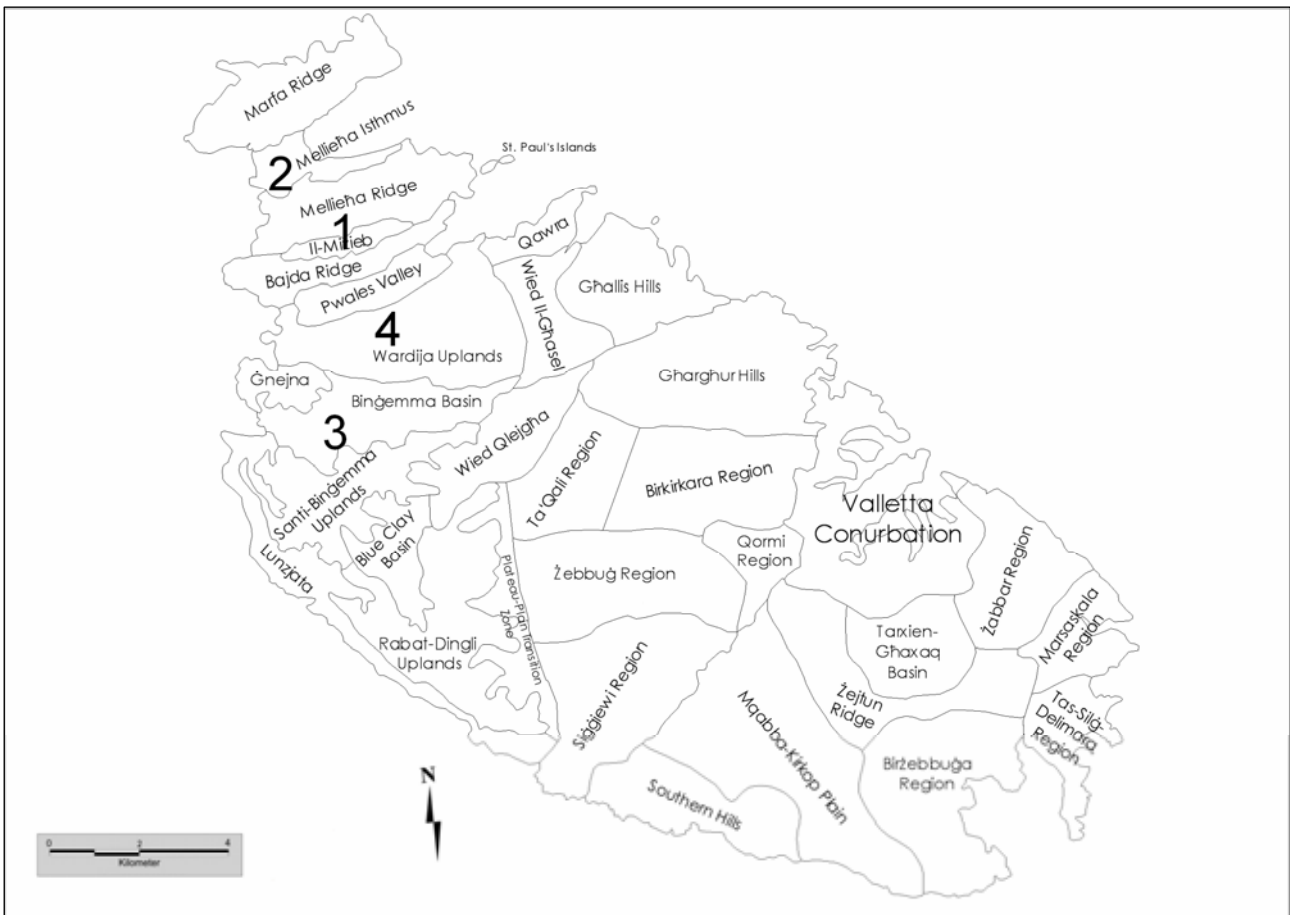 Marfa Ridge
Mellieħa Isthmus
2
St. Paul's Islands
Mellieħa Ridge
1
Il-Miżieb
Qawra
Bajda Ridge
Pwales Valley
Wied Il-Għasel
Għallis Hills
4
Wardija Uplands
Ġnejna
Binġemma Basin
Għargħur Hills
3
Wied Qlejgħa
Santi-Binġemma
Uplands
Ta'Qali Region
Birkirkara Region
Valletta
Conurbation
Blue Clay
Basin
Lunzjata
Plateau-Plan Transition
Zone
Żebbuġ Region
Qormi
Region
Żabbar Region
Marsaskala
Region
Rabat-Dingli
Uplands
Tarxien-
Għaxaq
Basin
Siġġiewi Region
Mqabba-Kirkop Plain
Żejtun
Ridge
Tas-Silġ-
Delimara
Region
Birżebbuġa
Region
Southern Hills
N
0 2 4
Kilometer